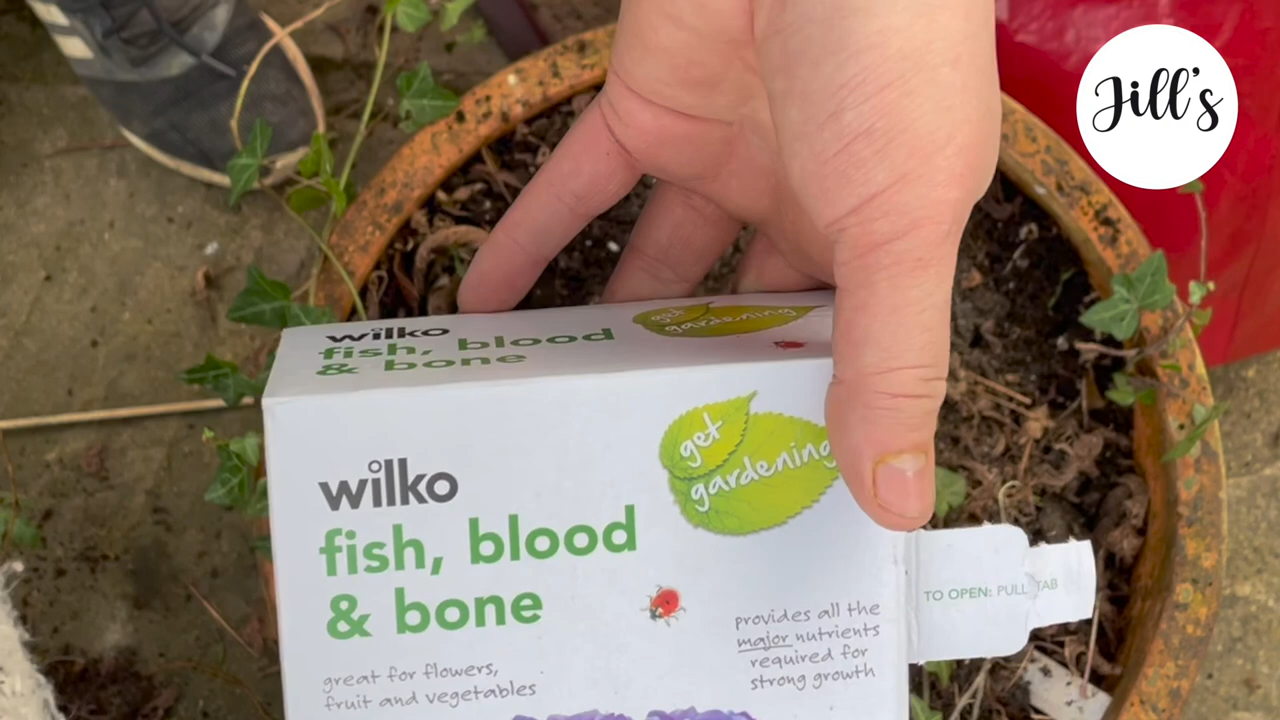 Jill's
wilko
fish, blood
& bone
get
gardening
wilko
fish, blood
& bone
get
gardening
great for flowers,
fruit and vegetables
provides all the
major nutrients
required for
strong growth
TO OPEN: PULL TAB